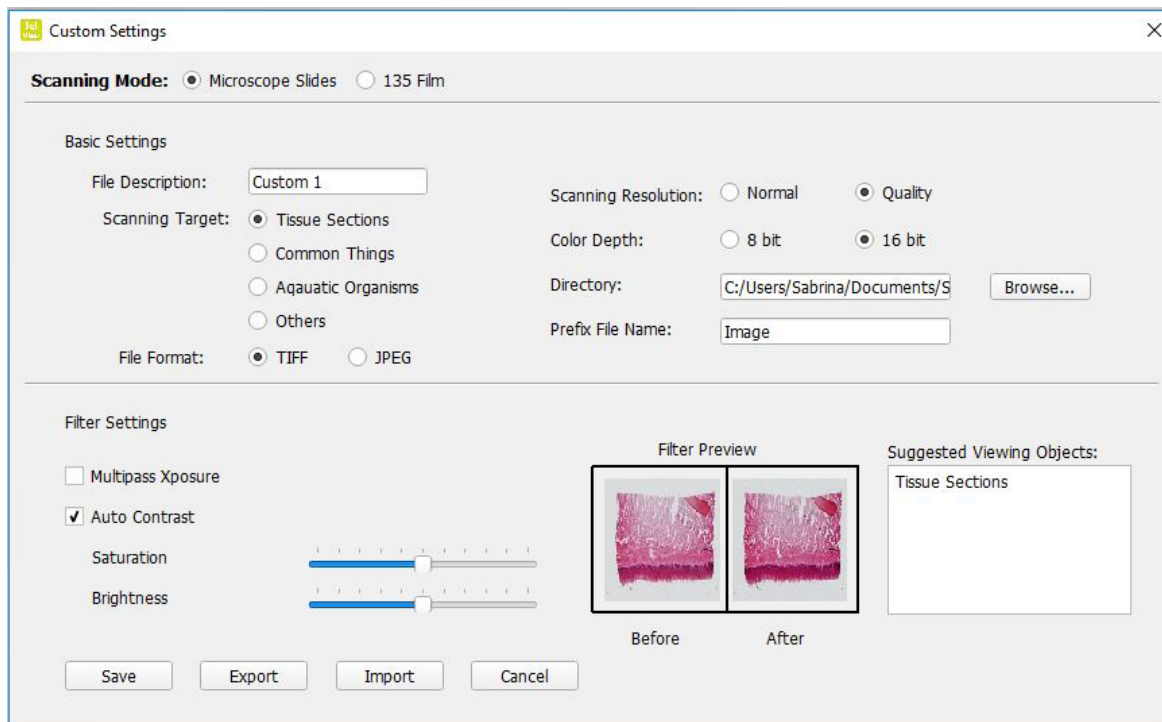 Sci
View
Custom Settings
Scanning Mode: Microscope Slides 135 Film
Basic Settings
File Description: Custom 1
Scanning Target: Tissue Sections
Common Things
Aqauatic Organisms
Others
File Format: TIFF JPEG
Scanning Resolution: Normal Quality
Color Depth: 8 bit 16 bit
Directory: C:/Users/Sabrina/Documents/S Browse...
Prefix File Name: Image
Filter Settings
Multipass Xposure
Auto Contrast
Saturation
Brightness
Filter Preview
Before After
Suggested Viewing Objects:
Tissue Sections
Save Export Import Cancel